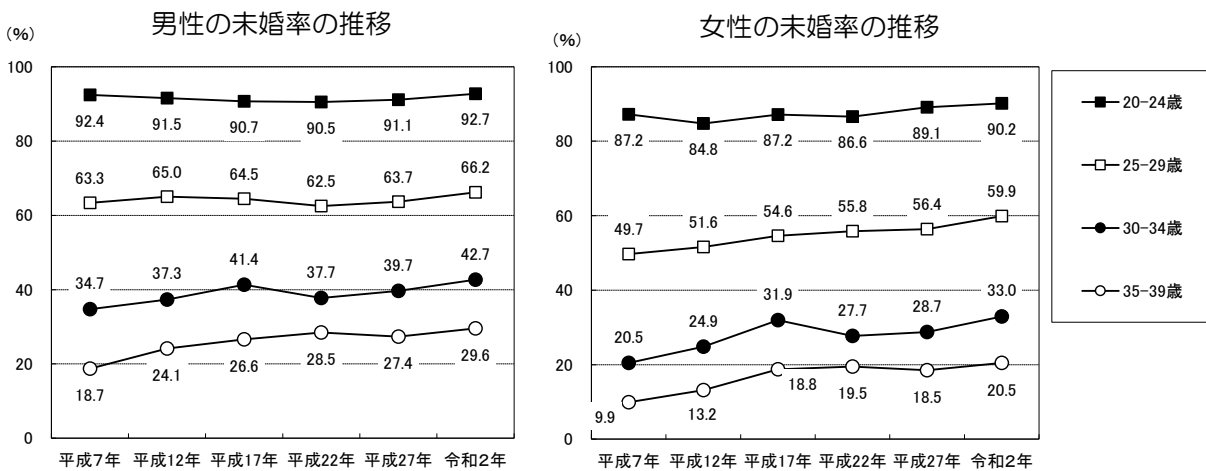 男性の未婚率の推移
(%)
100
80
60
40
20
0
92.4 91.5 90.7 90.5 91.1 92.7
63.3 65.0 64.5 62.5 63.7 66.2
34.7 37.3 41.4 37.7 39.7 42.7
18.7 24.1 26.6 28.5 27.4 29.6
平成7年 平成12年 平成17年 平成22年 平成27年 令和2年
女性の未婚率の推移
(%)
100
80
60
40
20
0
87.2 84.8 87.2 86.6 89.1 90.2
49.7 51.6 54.6 55.8 56.4 59.9
20.5 24.9 31.9 27.7 28.7 33.0
9.9 13.2 18.8 19.5 18.5 20.5
平成7年 平成12年 平成17年 平成22年 平成27年 令和2年
20-24歳
25-29歳
30-34歳
35-39歳